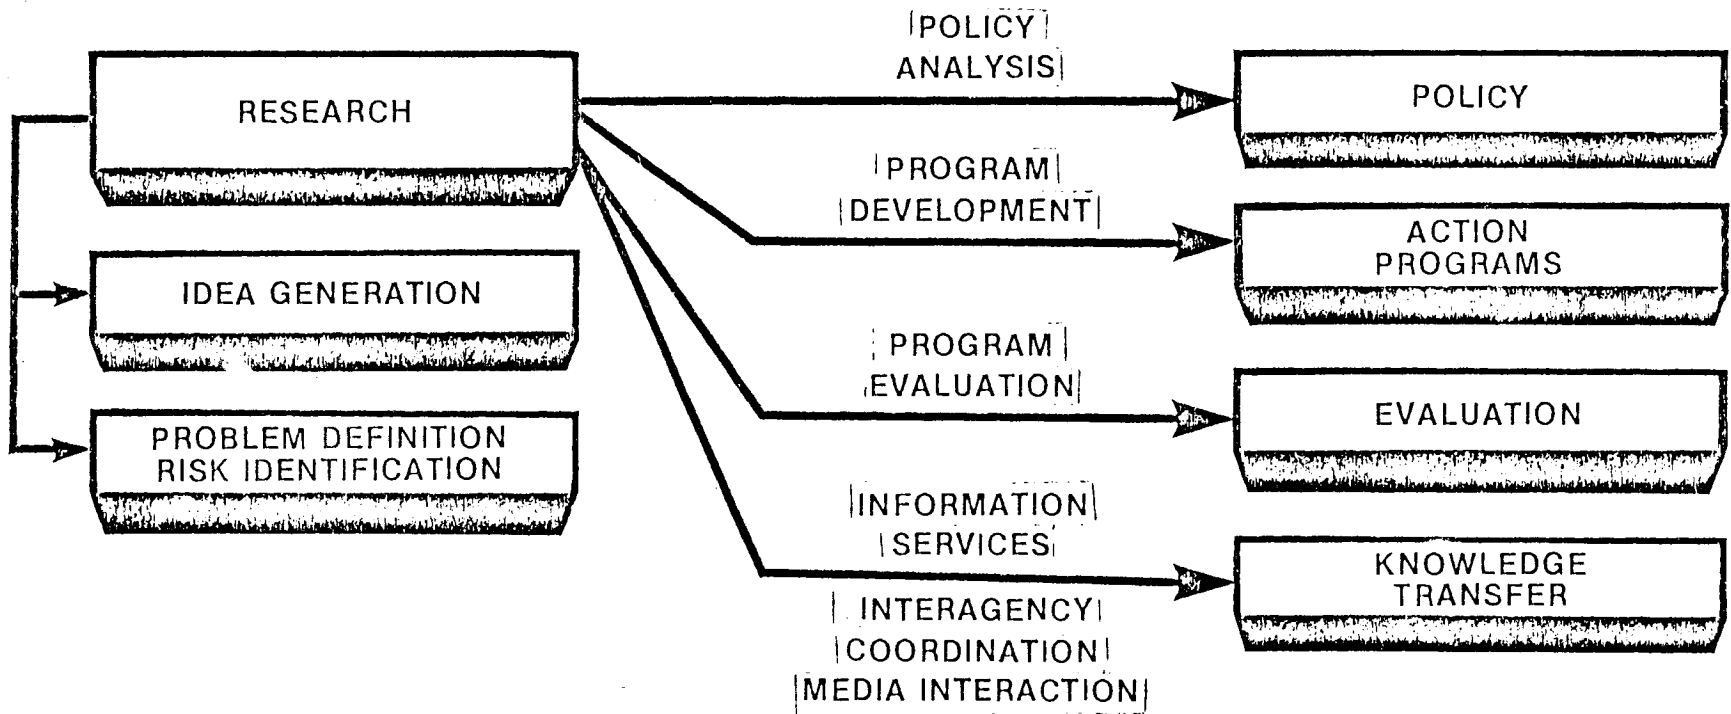 RESEARCH
IDEA GENERATION
PROBLEM DEFINITION
RISK IDENTIFICATION
POLICY
ANALYSIS
PROGRAM
DEVELOPMENT
PROGRAM
EVALUATION
INFORMATION
SERVICES
INTERAGENCY
COORDINATION
MEDIA INTERACTION
POLICY
ACTION
PROGRAMS
EVALUATION
KNOWLEDGE
TRANSFER